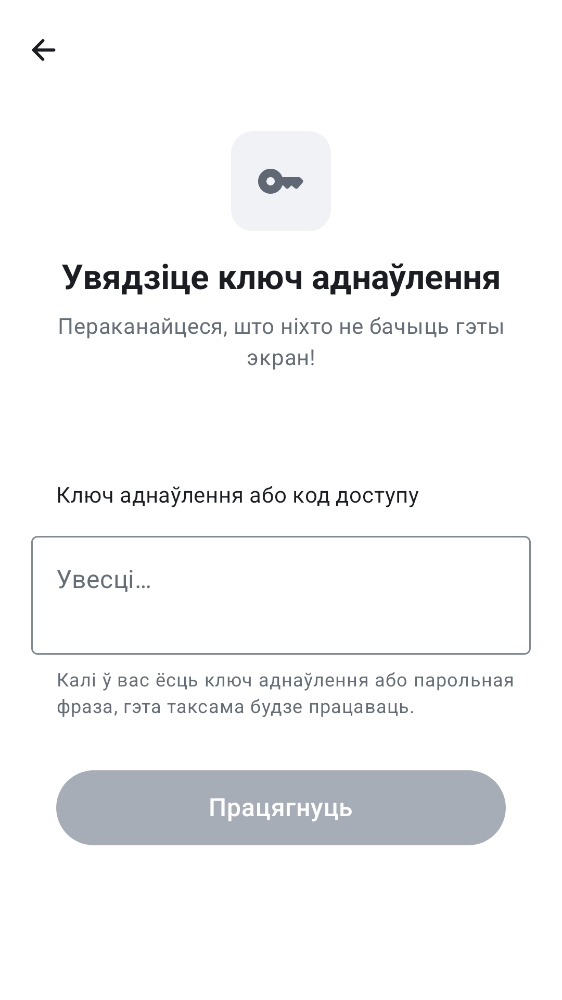 Увядзіце ключ аднаўлення
Пераканайцеся, што ніхто не бачыць гэты
экран!
Ключ аднаўлення або код доступу
Увесці…
Калі ў вас ёсць ключ аднаўлення або парольная
фраза, гэта таксама будзе працаваць.
Працягнуць